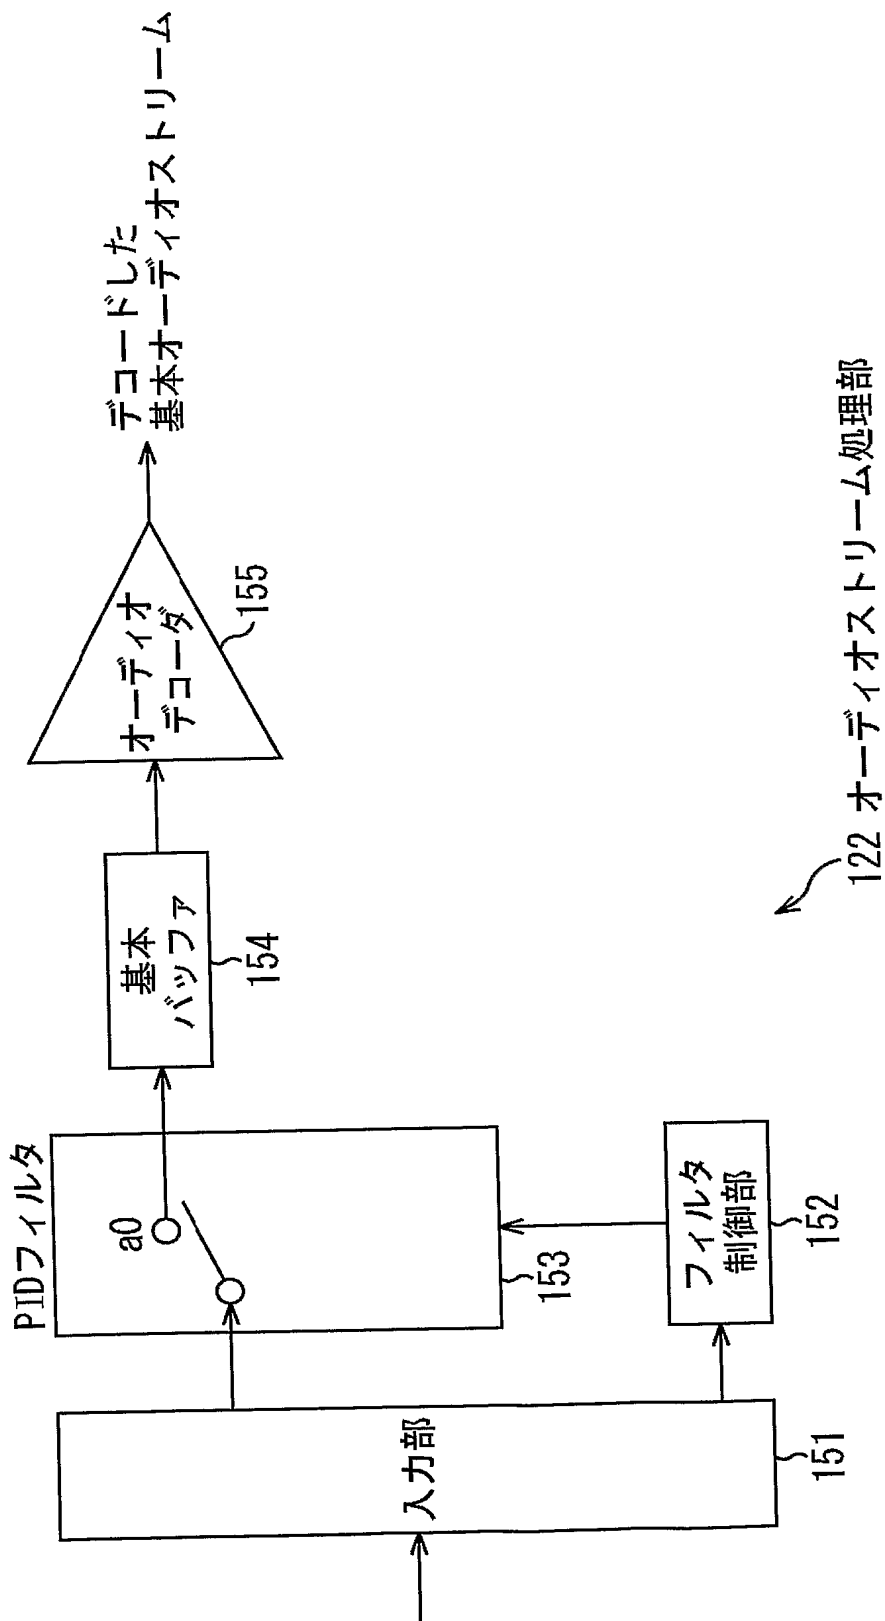 入力部
151
PIDフィルタ
a0
153
フィルタ
制御部
152
基本
バッファ
154
オーディオ
デコーダ
155
デコードした
基本オーディオストリーム
122 オーディオストリーム処理部